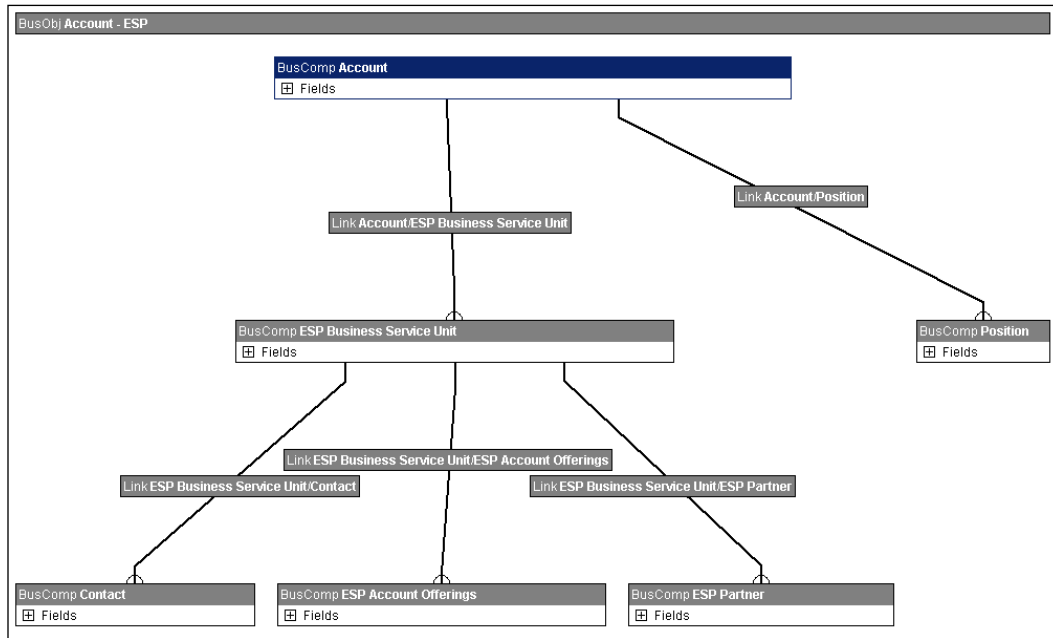 BusObj Account - ESP
BusComp Account
Fields
Link Account/Position
Link Account/ESP Business Service Unit
BusComp ESP Business Service Unit
Fields
BusComp Position
Fields
Link ESP Business Service Unit/ESP Account Offerings
Link ESP Business Service Unit/Contact
Link ESP Business Service Unit/ESP Partner
BusComp Contact
Fields
BusComp ESP Account Offerings
Fields
BusComp ESP Partner
Fields